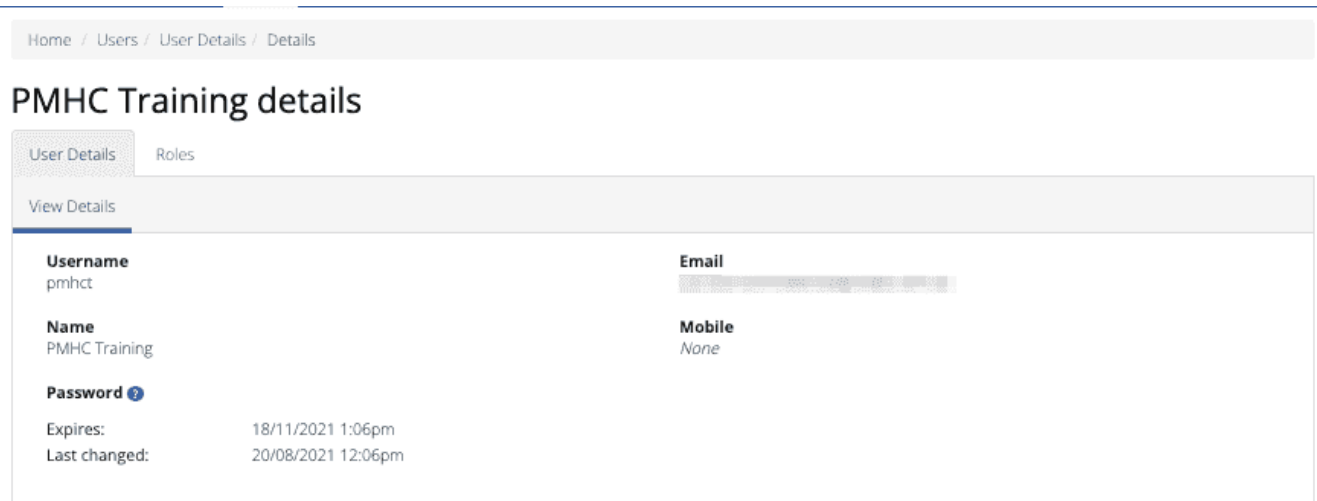 Home / Users / User Details / Details
PMHC Training details
User Details Roles
View Details
Username Email
pmhct
Name Mobile
PMHC Training None
Password ?
Expires: 18/11/2021 1:06pm
Last changed: 20/08/2021 12:06pm